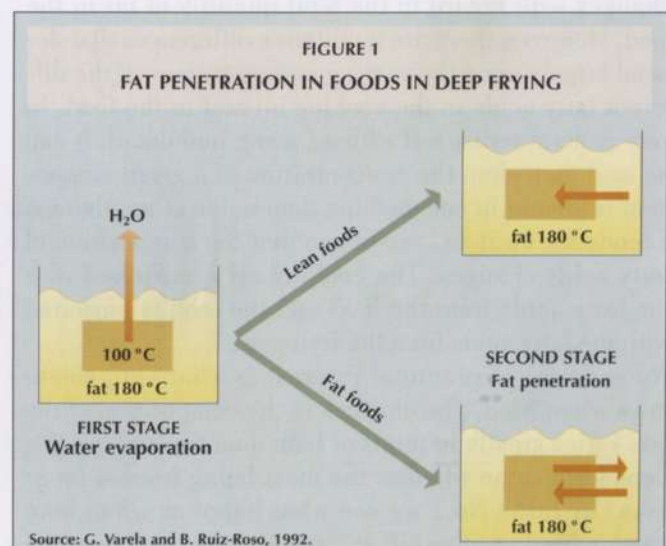 FIGURE 1
FAT PENETRATION IN FOODS IN DEEP FRYING
H₂O
100 °C
fat 180 °C
FIRST STAGE
Water evaporation
Lean foods
Fat foods
fat 180 °C
SECOND STAGE
Fat penetration
fat 180 °C
Source: G. Varela and B. Ruiz-Roso, 1992.